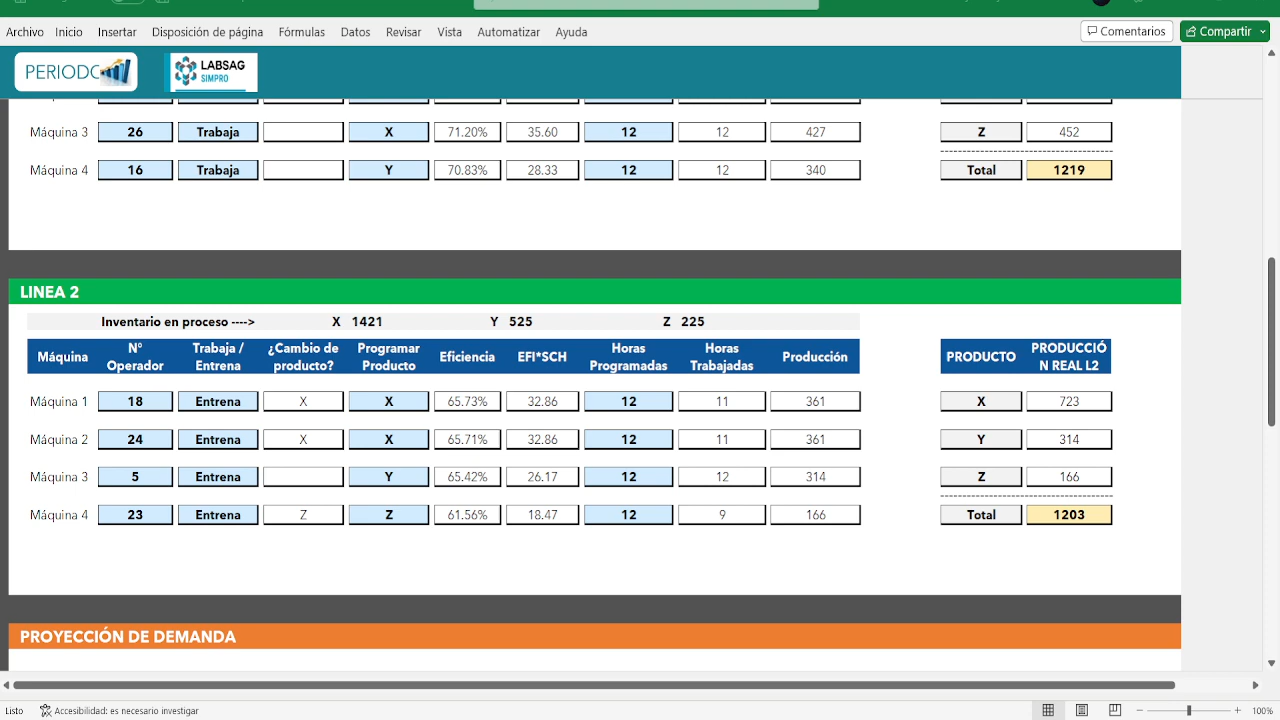 Archivo Inicio Insertar Disposición de página Fórmulas Datos Revisar Vista Automatizar Ayuda Comentarios Compartir
PERIODO LABSAG SIMPRO
Máquina 3 26 Trabaja X 71.20% 35.60 12 12 427 Z 452
Máquina 4 16 Trabaja Y 70.83% 28.33 12 12 340 Total 1219
LINEA 2
Inventario en proceso ----> X 1421 Y 525 Z 225
Máquina Nº Operador Trabaja / Entrena ¿Cambio de producto? Programar Producto Eficiencia EFI*SCH Horas Programadas Horas Trabajadas Producción PRODUCTO PRODUCCIÓN REAL L2
Máquina 1 18 Entrena X X 65.73% 32.86 12 11 361 X 723
Máquina 2 24 Entrena X X 65.71% 32.86 12 11 361 Y 314
Máquina 3 5 Entrena Y 65.42% 26.17 12 12 314 Z 166
Máquina 4 23 Entrena Z Z 61.56% 18.47 12 9 166 Total 1203
PROYECCIÓN DE DEMANDA
Listo Accesibilidad: es necesario investigar 100%